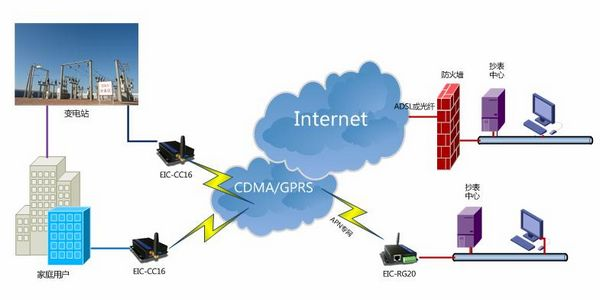 防火墙
抄表
中心
ADSL或光纤
变电站
Internet
EIC-CC16
CDMA/GPRS
抄表
中心
APN专网
家庭用户
EIC-CC16
EIC-RG20